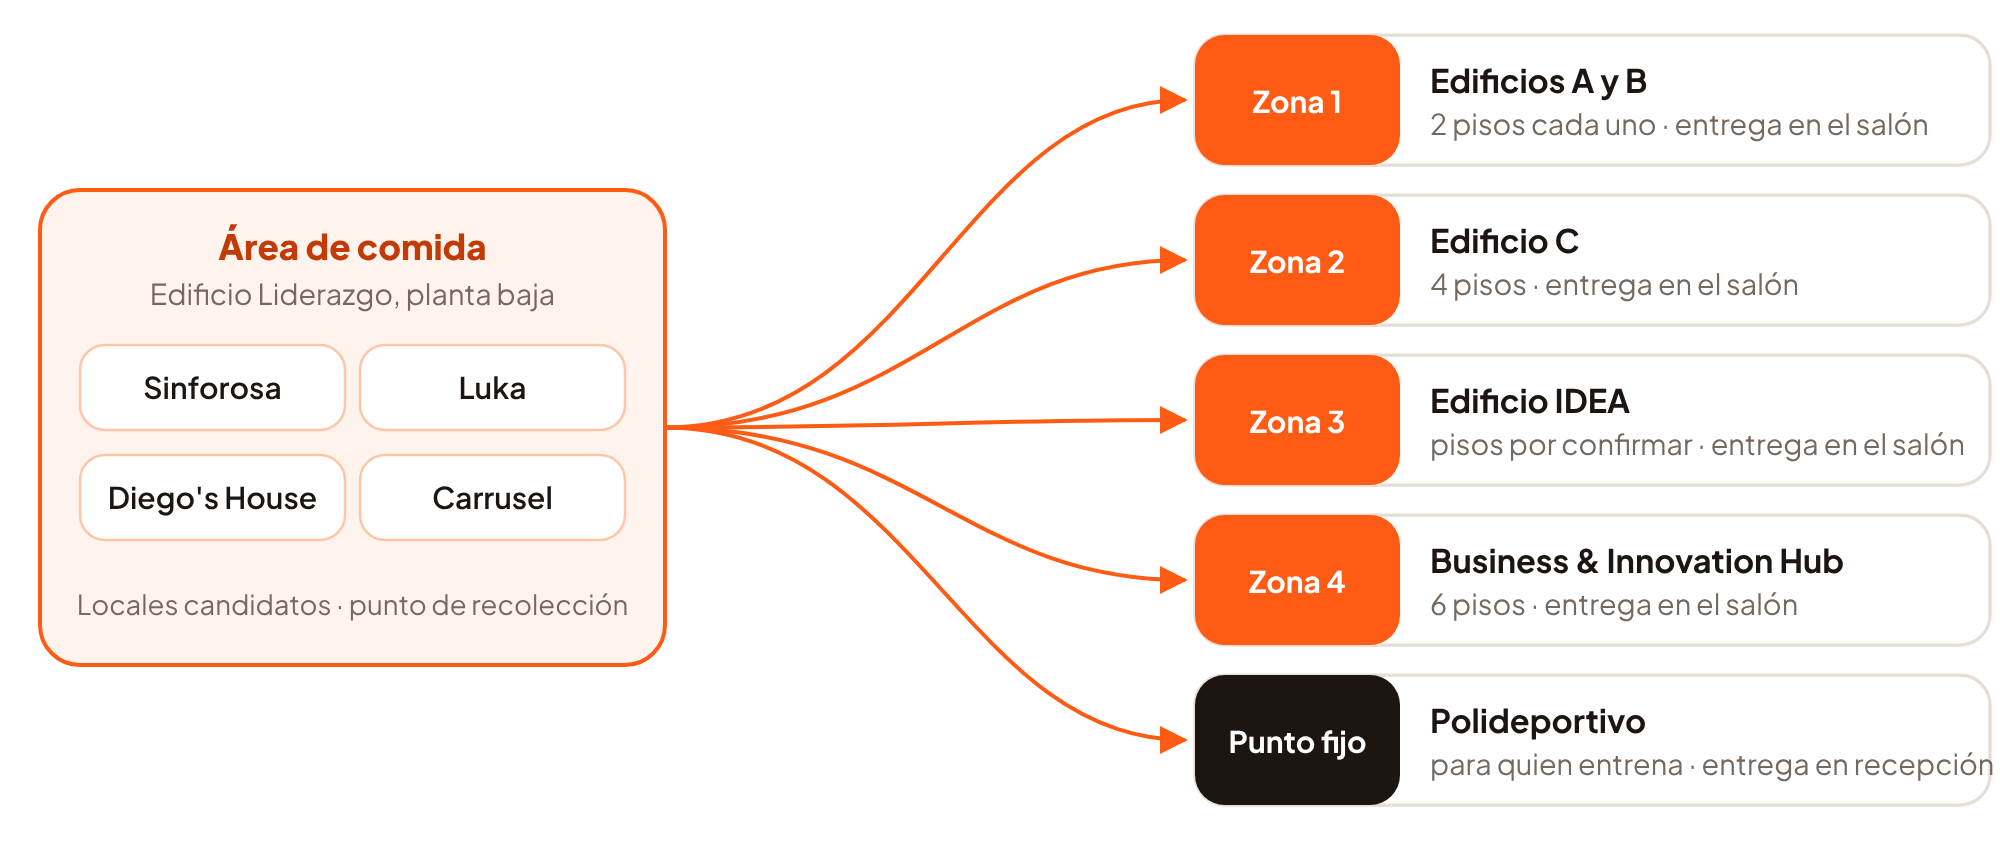 Área de comida
Edificio Liderazgo, planta baja
Sinforosa
Luka
Diego's House
Carrusel
Locales candidatos · punto de recolección
Zona 1
Edificios A y B
2 pisos cada uno · entrega en el salón
Zona 2
Edificio C
4 pisos · entrega en el salón
Zona 3
Edificio IDEA
pisos por confirmar · entrega en el salón
Zona 4
Business & Innovation Hub
6 pisos · entrega en el salón
Punto fijo
Polideportivo
para quien entrena · entrega en recepción